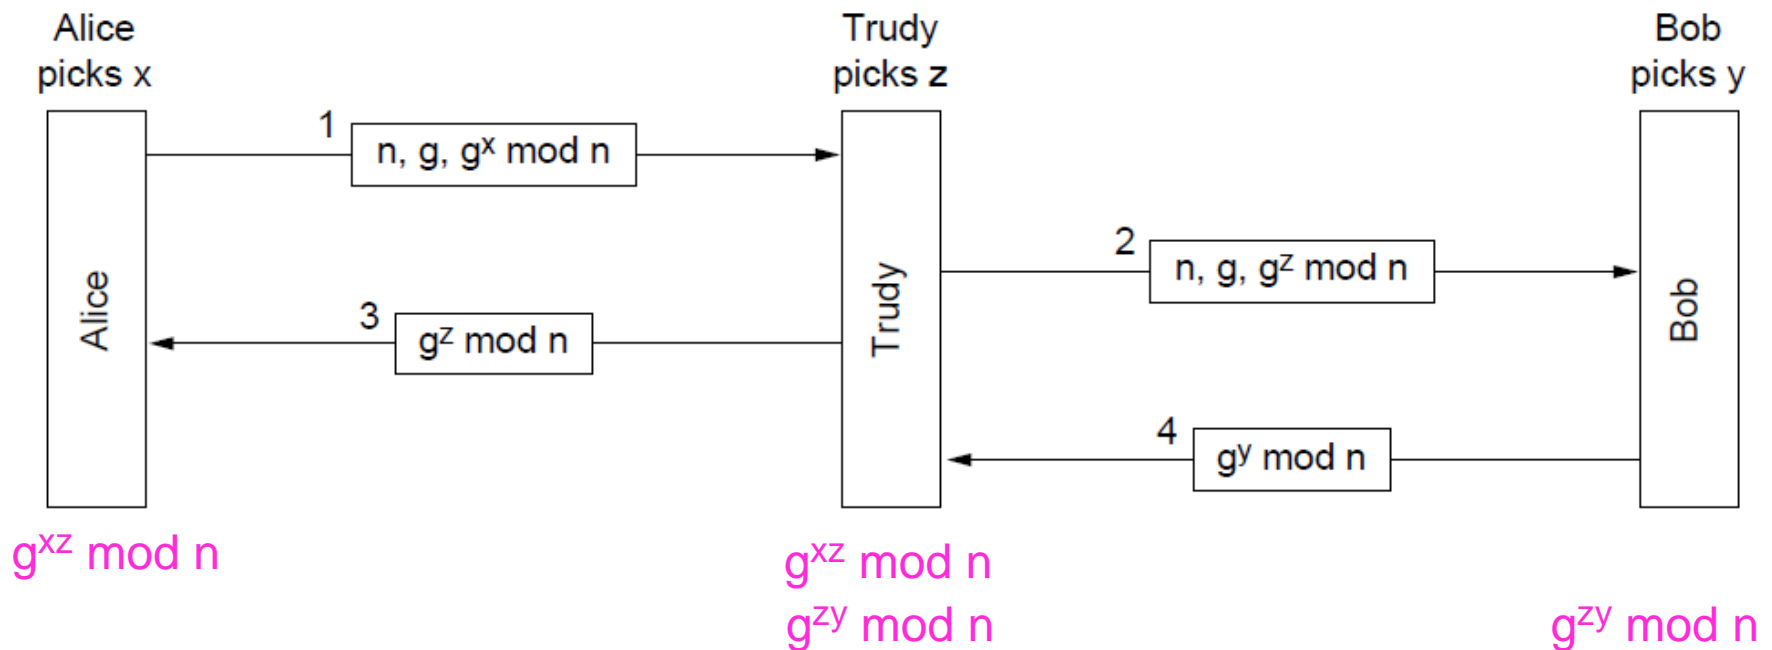 Alice
picks x
Trudy
picks z
Bob
picks y
1
n, g, gˣ mod n
2
n, g, gᶻ mod n
3
gᶻ mod n
4
gʸ mod n
Alice
Trudy
Bob
gˣᶻ mod n
gˣᶻ mod n
gᶻʸ mod n
gᶻʸ mod n